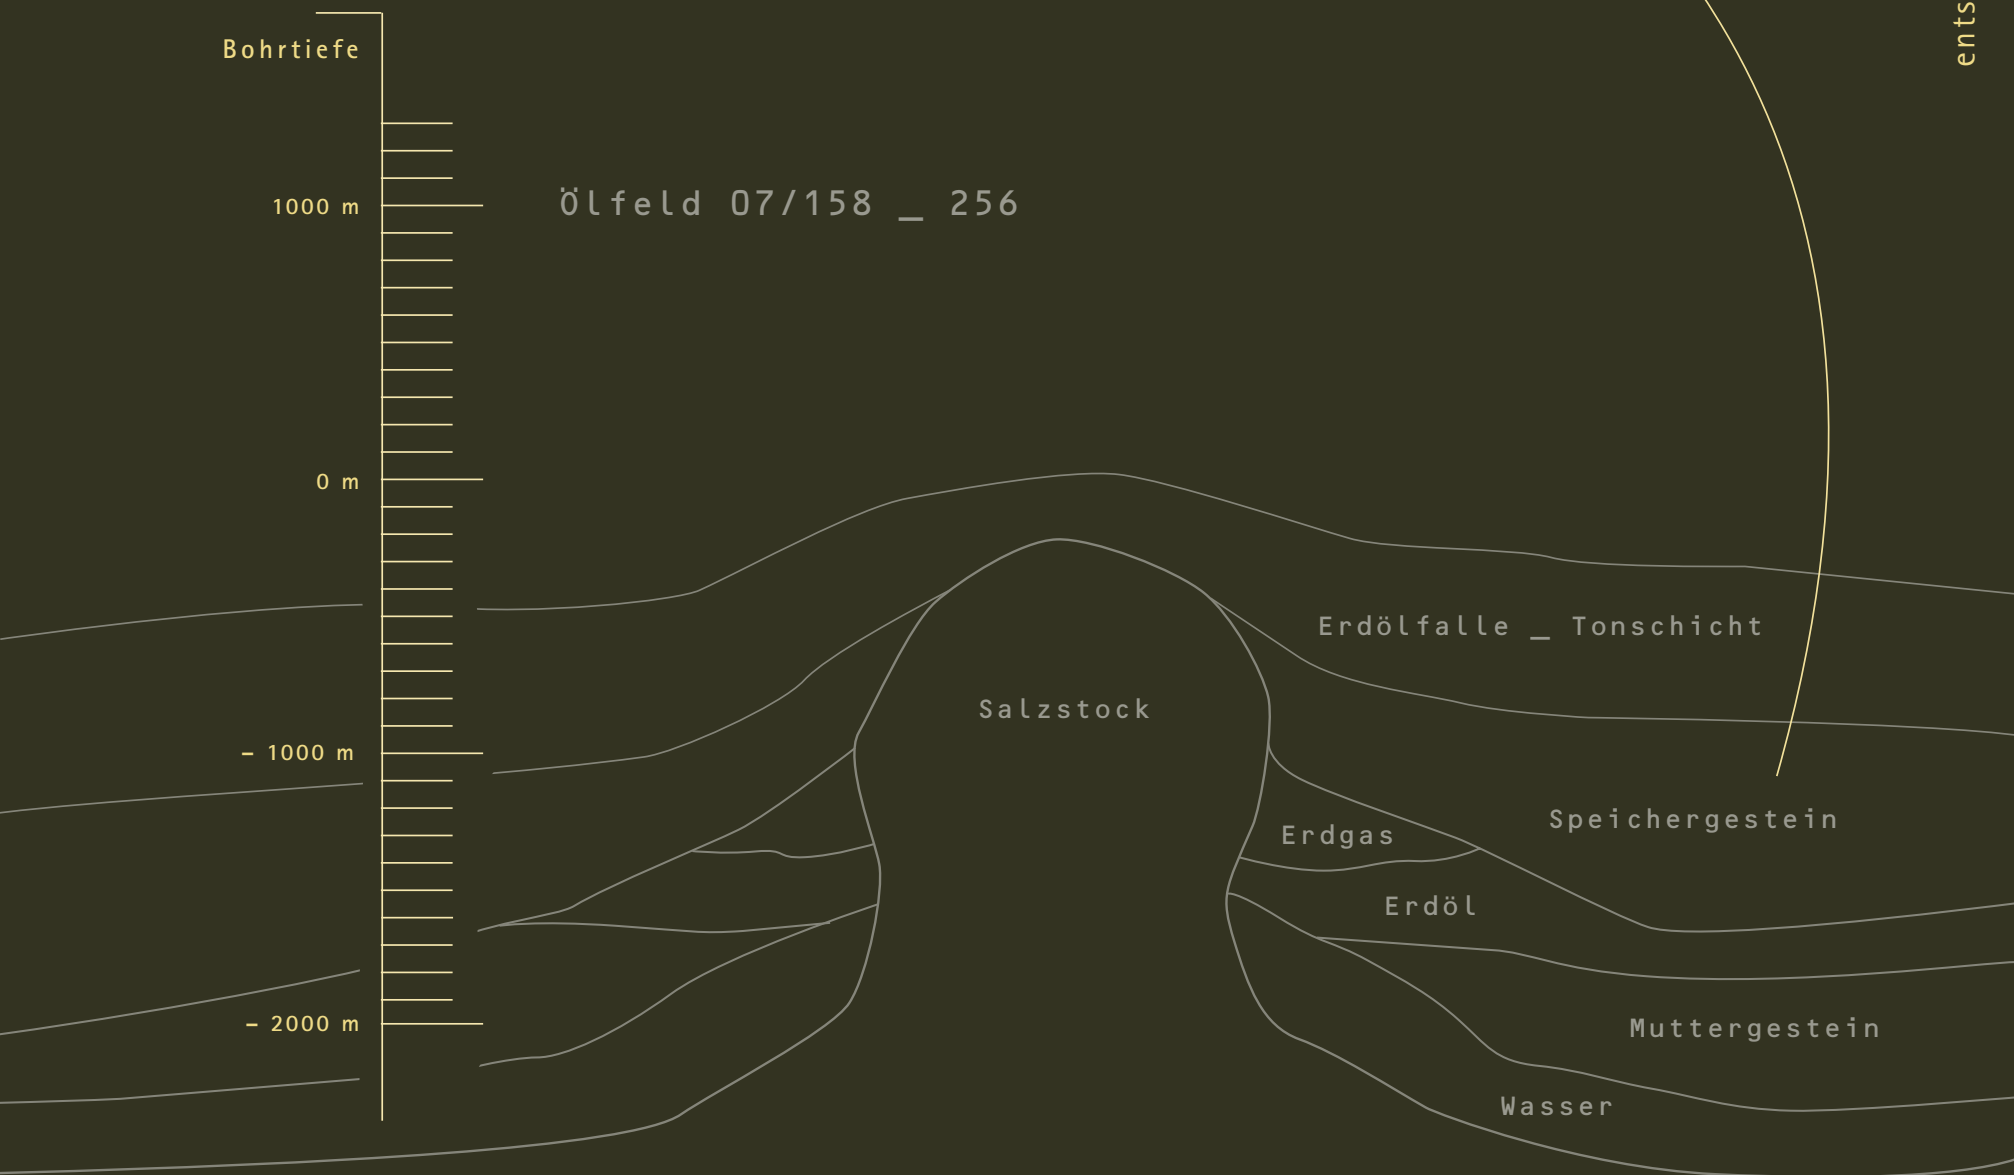 ents
Bohrtiefe
1000 m
Ölfeld 07/158 _ 256
0 m
Erdölfalle _ Tonschicht
Salzstock
– 1000 m
Speichergestein
Erdgas
Erdöl
– 2000 m
Muttergestein
Wasser